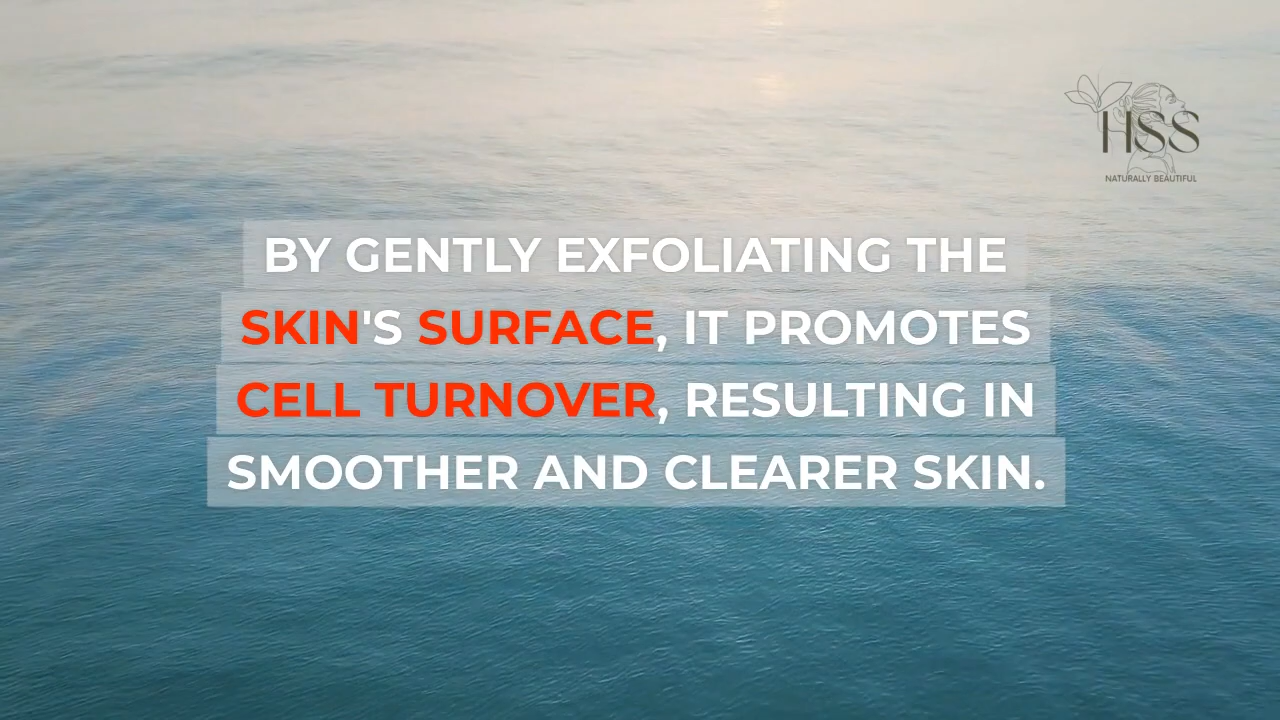 HSS
NATURALLY BEAUTIFUL
BY GENTLY EXFOLIATING THE
SKIN'S SURFACE, IT PROMOTES
CELL TURNOVER, RESULTING IN
SMOOTHER AND CLEARER SKIN.